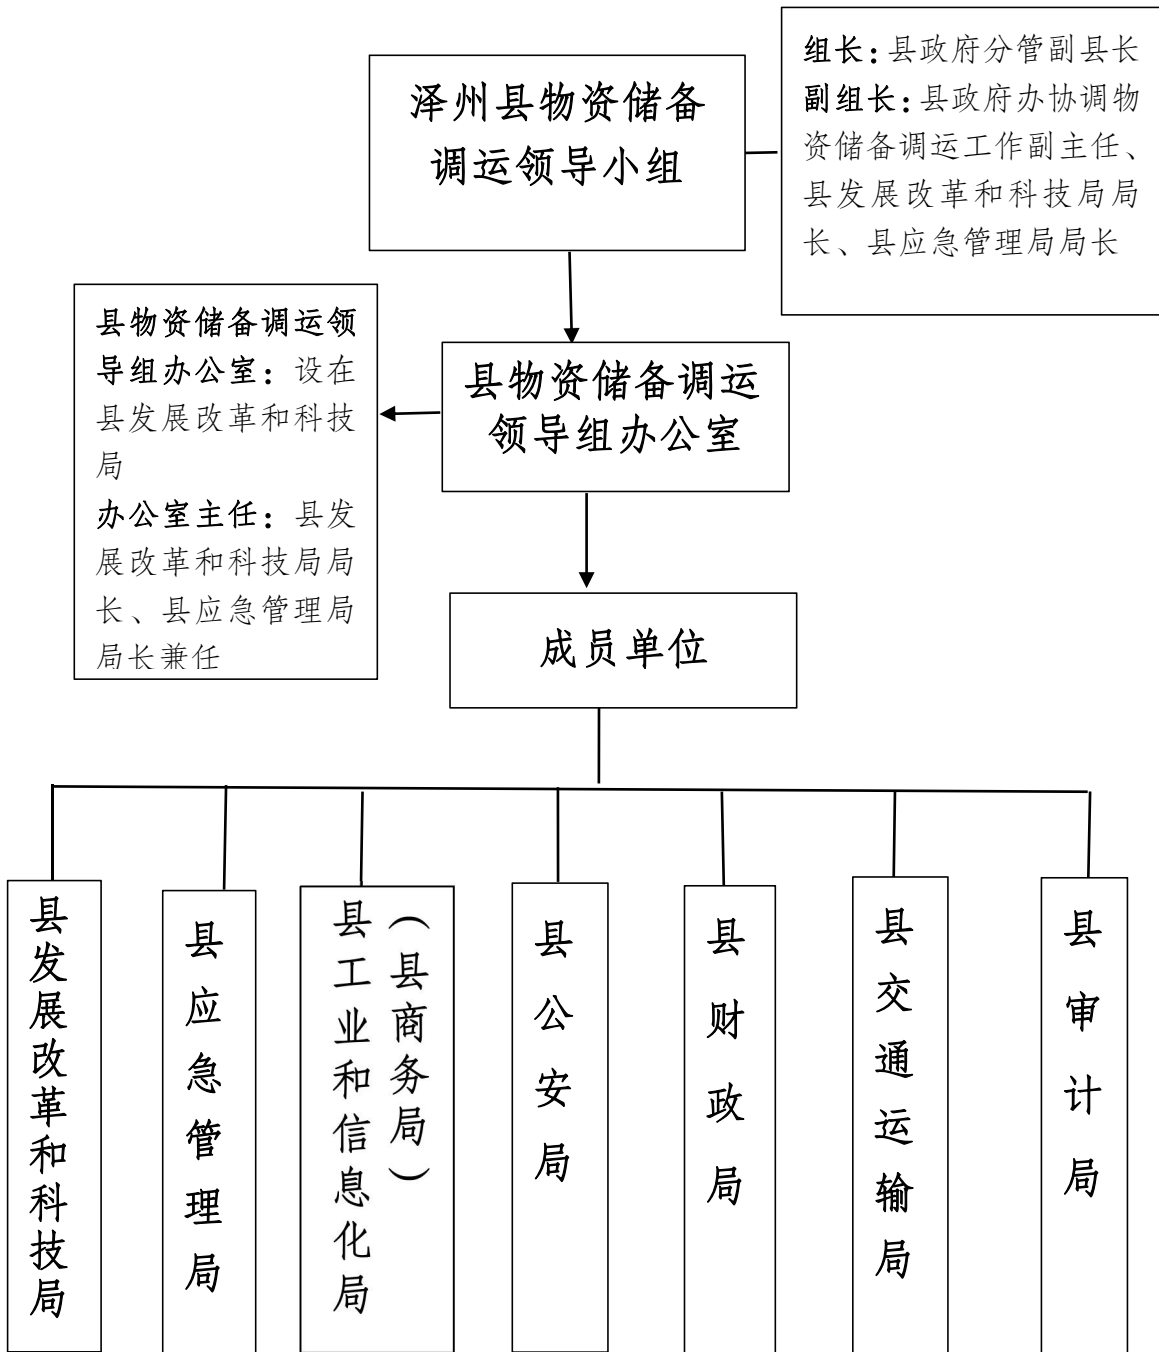 泽州县物资储备
调运领导小组
组长：县政府分管副县长
副组长：县政府办协调物
资储备调运工作副主任、
县发展改革和科技局局
长、县应急管理局局长
县物资储备调运领
导组办公室：设在
县发展改革和科技
局
办公室主任：县发
展改革和科技局局
长、县应急管理局
局长兼任
县物资储备调运
领导组办公室
成员单位
县发展改革和科技局
县应急管理局
县工业和信息化局
（县商务局）
县公安局
县财政局
县交通运输局
县审计局